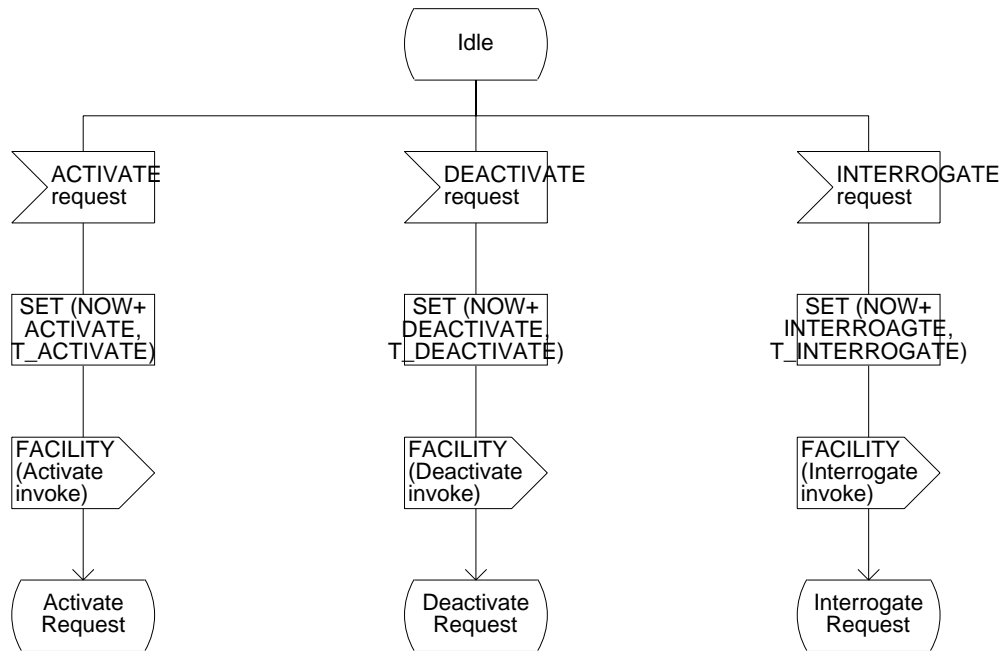 Idle
ACTIVATE
request
DEACTIVATE
request
INTERROGATE
request
SET (NOW+
ACTIVATE,
T_ACTIVATE)
SET (NOW+
DEACTIVATE,
T_DEACTIVATE)
SET (NOW+
INTERROAGTE,
T_INTERROGATE)
FACILITY
(Activate
invoke)
FACILITY
(Deactivate
invoke)
FACILITY
(Interrogate
invoke)
Activate
Request
Deactivate
Request
Interrogate
Request